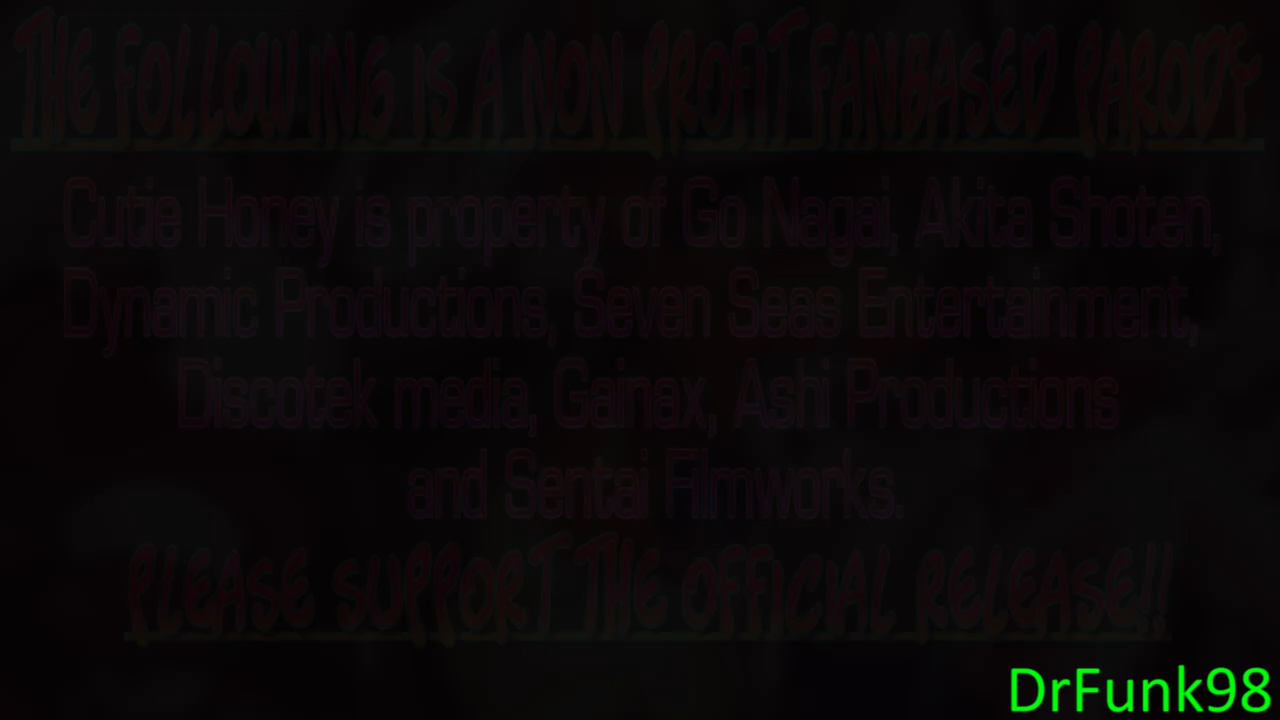 THE FOLLOWING IS A NON PROFIT FANBASED PARODY
Cutie Honey is property of Go Nagai, Akita Shoten,
Dynamic Productions, Seven Seas Entertainment,
Discotek media, Gainax, Ashi Productions
and Sentai Filmworks.
PLEASE SUPPORT THE OFFICIAL RELEASE!!
DrFunk98